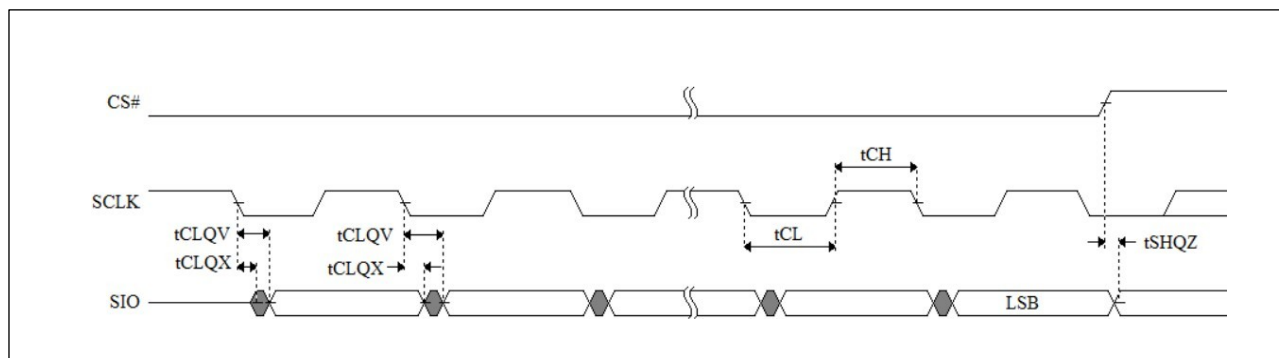 CS#
tCH
SCLK
tCLQV
tCLQV
tCL
tSHQZ
tCLQX
tCLQX
SIO
LSB